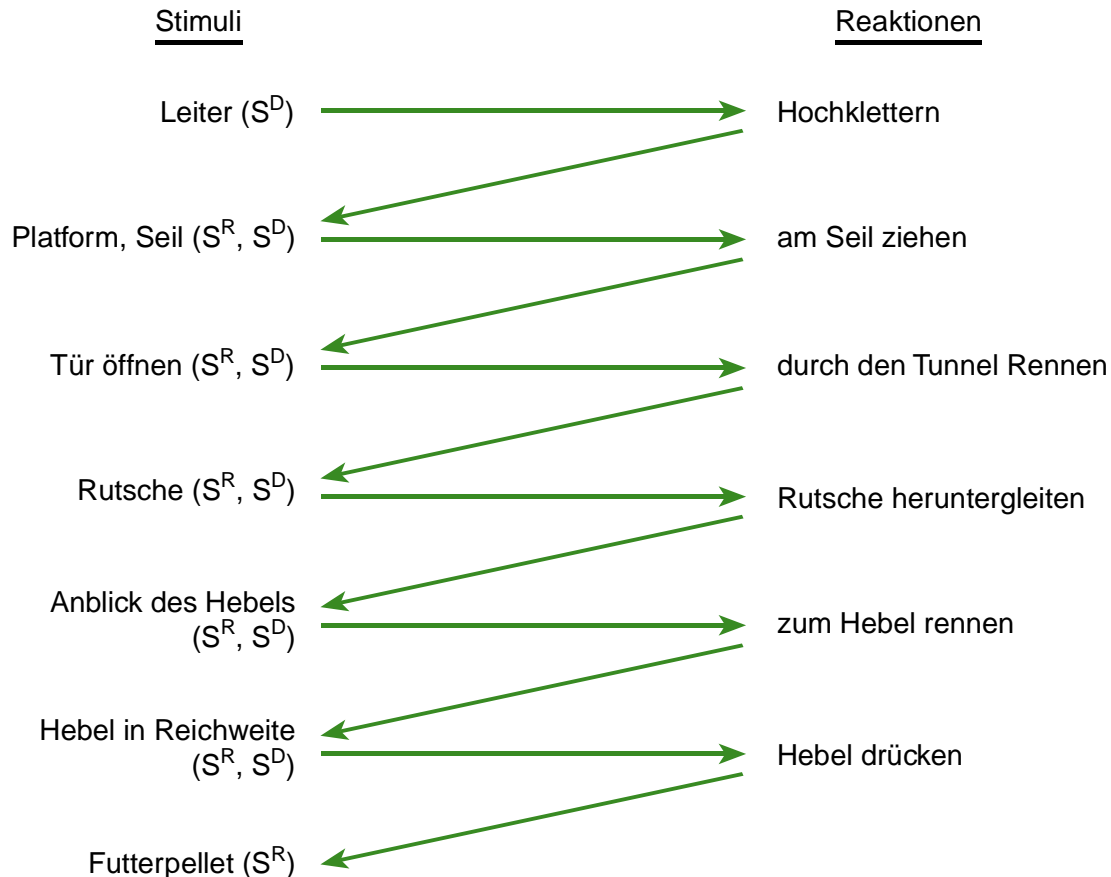 Stimuli
Reaktionen
Leiter (S^D)
Hochklettern
Platform, Seil (S^R, S^D)
am Seil ziehen
Tür öffnen (S^R, S^D)
durch den Tunnel Rennen
Rutsche (S^R, S^D)
Rutsche heruntergleiten
Anblick des Hebels
(S^R, S^D)
zum Hebel rennen
Hebel in Reichweite
(S^R, S^D)
Hebel drücken
Futterpellet (S^R)